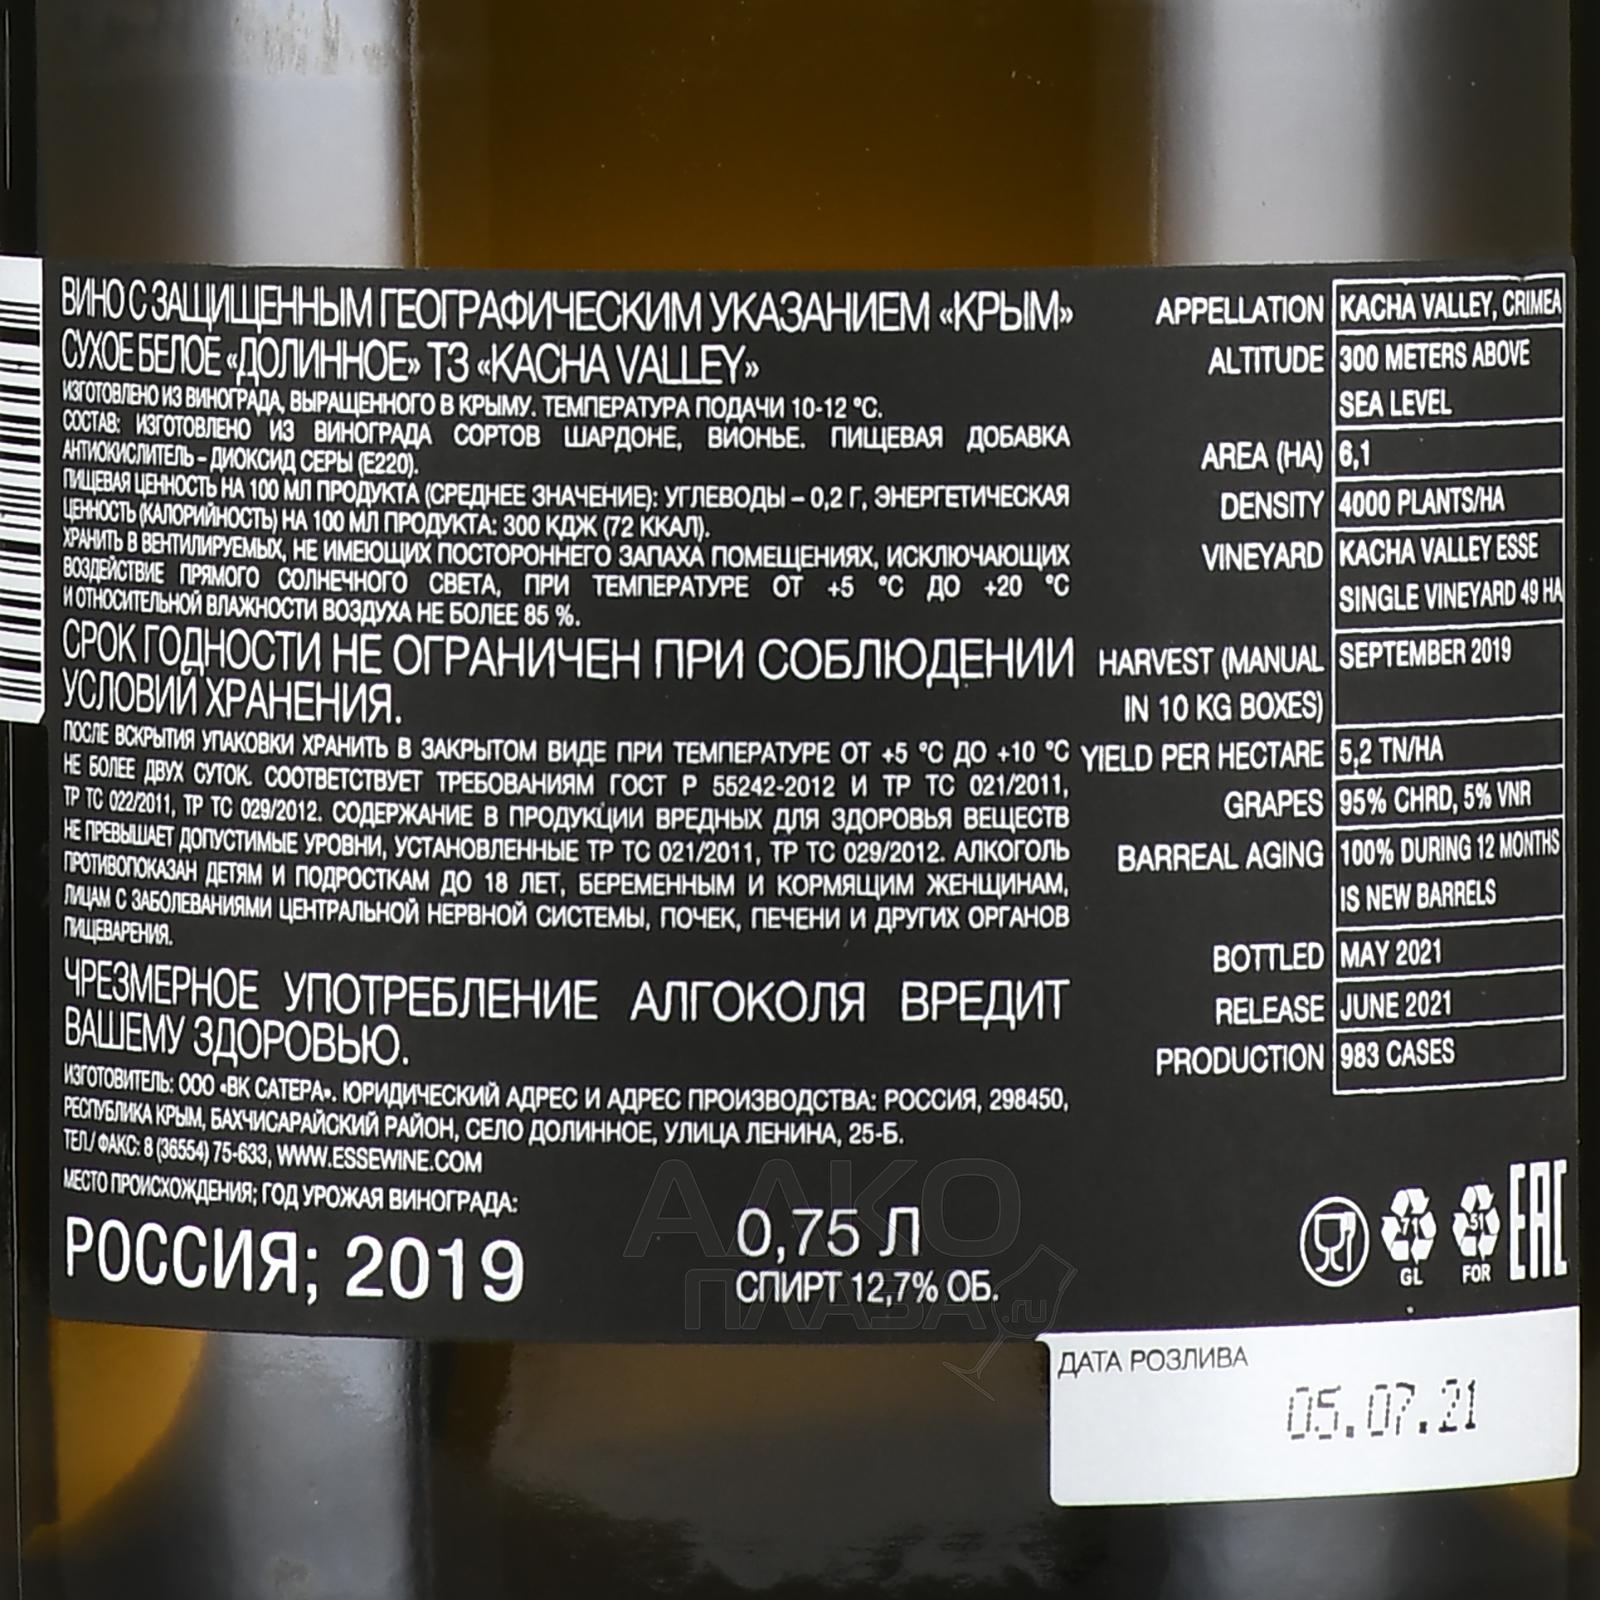 ВИНО С ЗАЩИЩЕННЫМ ГЕОГРАФИЧЕСКИМ УКАЗАНИЕМ «КРЫМ»
СУХОЕ БЕЛОЕ «ДОЛИННОЕ» ТЗ «KACHA VALLEY»
ИЗГОТОВЛЕНО ИЗ ВИНОГРАДА, ВЫРАЩЕННОГО В КРЫМУ. ТЕМПЕРАТУРА ПОДАЧИ 10-12 °С.
СОСТАВ: ИЗГОТОВЛЕНО ИЗ ВИНОГРАДА СОРТОВ ШАРДОНЕ, ВИОНЬЕ. ПИЩЕВАЯ ДОБАВКА
АНТИОКИСЛИТЕЛЬ – ДИОКСИД СЕРЫ (Е220).
ПИЩЕВАЯ ЦЕННОСТЬ НА 100 МЛ ПРОДУКТА (СРЕДНЕЕ ЗНАЧЕНИЕ): УГЛЕВОДЫ – 0,2 Г, ЭНЕРГЕТИЧЕСКАЯ
ЦЕННОСТЬ (КАЛОРИЙНОСТЬ) НА 100 МЛ ПРОДУКТА: 300 КДЖ (72 ККАЛ).
ХРАНИТЬ В ВЕНТИЛИРУЕМЫХ, НЕ ИМЕЮЩИХ ПОСТОРОННЕГО ЗАПАХА ПОМЕЩЕНИЯХ, ИСКЛЮЧАЮЩИХ
ВОЗДЕЙСТВИЕ ПРЯМОГО СОЛНЕЧНОГО СВЕТА, ПРИ ТЕМПЕРАТУРЕ ОТ +5 °С ДО +20 °С
И ОТНОСИТЕЛЬНОЙ ВЛАЖНОСТИ ВОЗДУХА НЕ БОЛЕЕ 85 %.
СРОК ГОДНОСТИ НЕ ОГРАНИЧЕН ПРИ СОБЛЮДЕНИИ
УСЛОВИЙ ХРАНЕНИЯ.
ПОСЛЕ ВСКРЫТИЯ УПАКОВКИ ХРАНИТЬ В ЗАКРЫТОМ ВИДЕ ПРИ ТЕМПЕРАТУРЕ ОТ +5 °С ДО +10 °С
НЕ БОЛЕЕ ДВУХ СУТОК. СООТВЕТСТВУЕТ ТРЕБОВАНИЯМ ГОСТ Р 55242-2012 И ТР ТС 021/2011,
ТР ТС 022/2011, ТР ТС 029/2012. СОДЕРЖАНИЕ В ПРОДУКЦИИ ВРЕДНЫХ ДЛЯ ЗДОРОВЬЯ ВЕЩЕСТВ
НЕ ПРЕВЫШАЕТ ДОПУСТИМЫЕ УРОВНИ, УСТАНОВЛЕННЫЕ ТР ТС 021/2011, ТР ТС 029/2012. АЛКОГОЛЬ
ПРОТИВОПОКАЗАН ДЕТЯМ И ПОДРОСТКАМ ДО 18 ЛЕТ, БЕРЕМЕННЫМ И КОРМЯЩИМ ЖЕНЩИНАМ,
ЛИЦАМ С ЗАБОЛЕВАНИЯМИ ЦЕНТРАЛЬНОЙ НЕРВНОЙ СИСТЕМЫ, ПОЧЕК, ПЕЧЕНИ И ДРУГИХ ОРГАНОВ
ПИЩЕВАРЕНИЯ.
ЧРЕЗМЕРНОЕ УПОТРЕБЛЕНИЕ АЛГОКОЛЯ ВРЕДИТ
ВАШЕМУ ЗДОРОВЬЮ.
ИЗГОТОВИТЕЛЬ: ООО «ВК САТЕРА». ЮРИДИЧЕСКИЙ АДРЕС И АДРЕС ПРОИЗВОДСТВА: РОССИЯ, 298450,
РЕСПУБЛИКА КРЫМ, БАХЧИСАРАЙСКИЙ РАЙОН, СЕЛО ДОЛИННОЕ, УЛИЦА ЛЕНИНА, 25-Б.
ТЕЛ./ ФАКС: 8 (36554) 75-633, WWW.ESSEWINE.COM
МЕСТО ПРОИСХОЖДЕНИЯ; ГОД УРОЖАЯ ВИНОГРАДА:
РОССИЯ; 2019
0,75 Л
СПИРТ 12,7% ОБ.
APPELLATION KACHA VALLEY, CRIMEA
ALTITUDE 300 METERS ABOVE
SEA LEVEL
AREA (HA) 6,1
DENSITY 4000 PLANTS/HA
VINEYARD KACHA VALLEY ESSE
SINGLE VINEYARD 49 HA
HARVEST (MANUAL SEPTEMBER 2019
IN 10 KG BOXES)
YIELD PER HECTARE 5,2 TN/HA
GRAPES 95% CHRD, 5% VNR
BARREAL AGING 100% DURING 12 MONTHS
IS NEW BARRELS
BOTTLED MAY 2021
RELEASE JUNE 2021
PRODUCTION 983 CASES
71
GL
51
FOR
EAC
АЛКО
ПЛАЗА.ru
ДАТА РОЗЛИВА
05.07.21